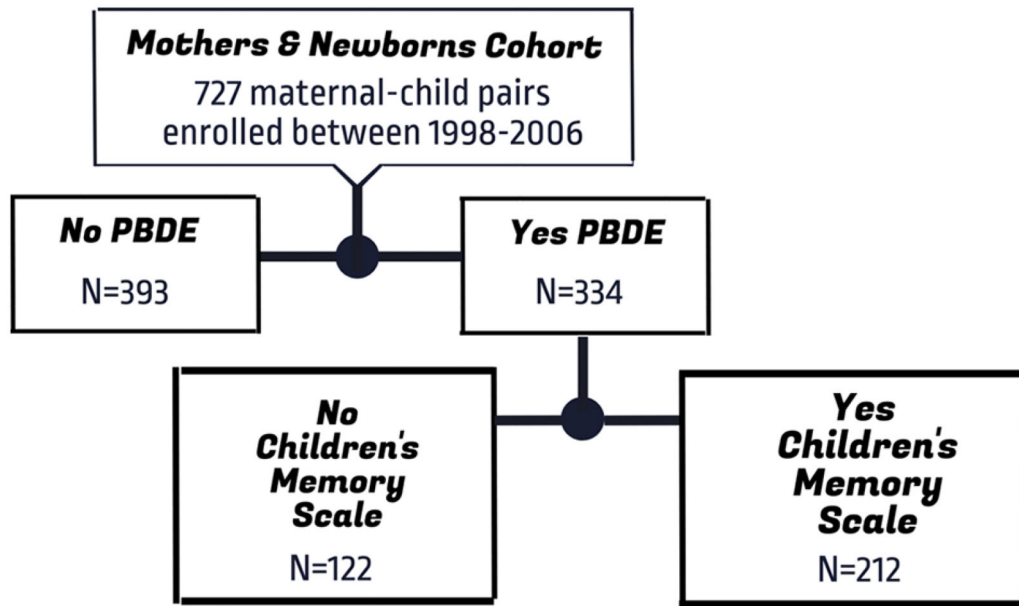 Mothers & Newborns Cohort
727 maternal-child pairs
enrolled between 1998-2006
No PBDE
N=393
Yes PBDE
N=334
No
Children's
Memory
Scale
N=122
Yes
Children's
Memory
Scale
N=212